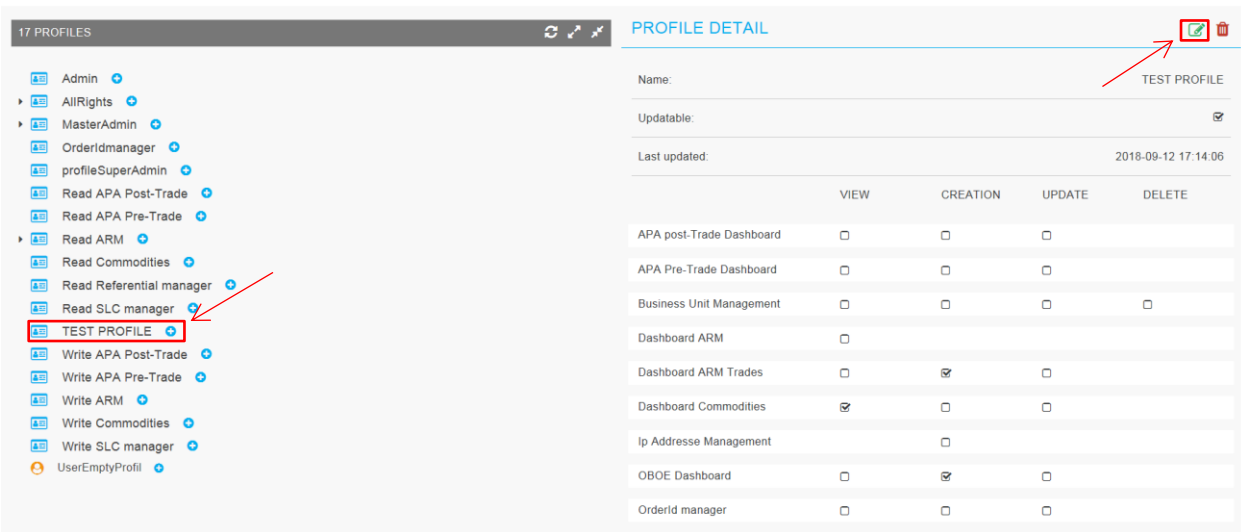 17 PROFILES
Admin
AllRights
MasterAdmin
OrderIdmanager
profileSuperAdmin
Read APA Post-Trade
Read APA Pre-Trade
Read ARM
Read Commodities
Read Referential manager
Read SLC manager
TEST PROFILE
Write APA Post-Trade
Write APA Pre-Trade
Write ARM
Write Commodities
Write SLC manager
UserEmptyProfil
PROFILE DETAIL
Name: TEST PROFILE
Updatable:
Last updated: 2018-09-12 17:14:06
VIEW CREATION UPDATE DELETE
APA post-Trade Dashboard
APA Pre-Trade Dashboard
Business Unit Management
Dashboard ARM
Dashboard ARM Trades
Dashboard Commodities
Ip Addresse Management
OBOE Dashboard
OrderId manager